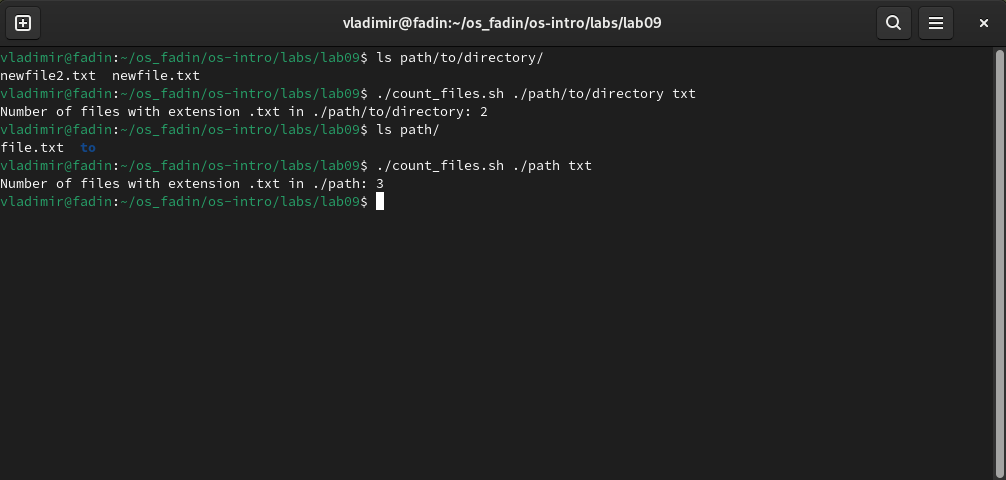 vladimir@fadin:~/os_fadin/os-intro/labs/lab09
vladimir@fadin:~/os_fadin/os-intro/labs/lab09$ ls path/to/directory/
newfile2.txt  newfile.txt
vladimir@fadin:~/os_fadin/os-intro/labs/lab09$ ./count_files.sh ./path/to/directory txt
Number of files with extension .txt in ./path/to/directory: 2
vladimir@fadin:~/os_fadin/os-intro/labs/lab09$ ls path/
file.txt  to
vladimir@fadin:~/os_fadin/os-intro/labs/lab09$ ./count_files.sh ./path txt
Number of files with extension .txt in ./path: 3
vladimir@fadin:~/os_fadin/os-intro/labs/lab09$